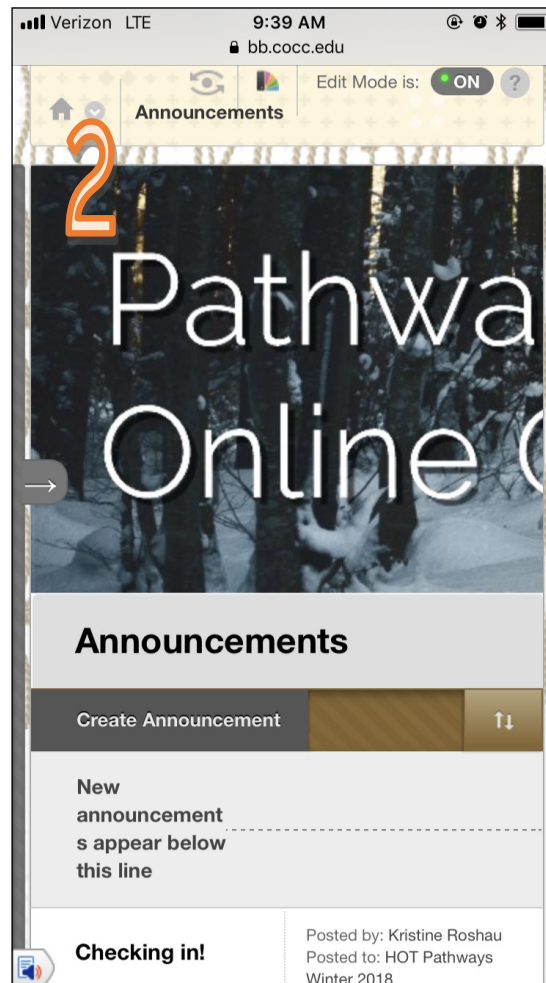 Verizon LTE 9:39 AM
bb.cocc.edu
Edit Mode is: ON ?
Announcements
2
Pathwa
Online
Announcements
Create Announcement
New
announcement
s appear below
this line
Checking in!
Posted by: Kristine Roshau
Posted to: HOT Pathways
Winter 2018